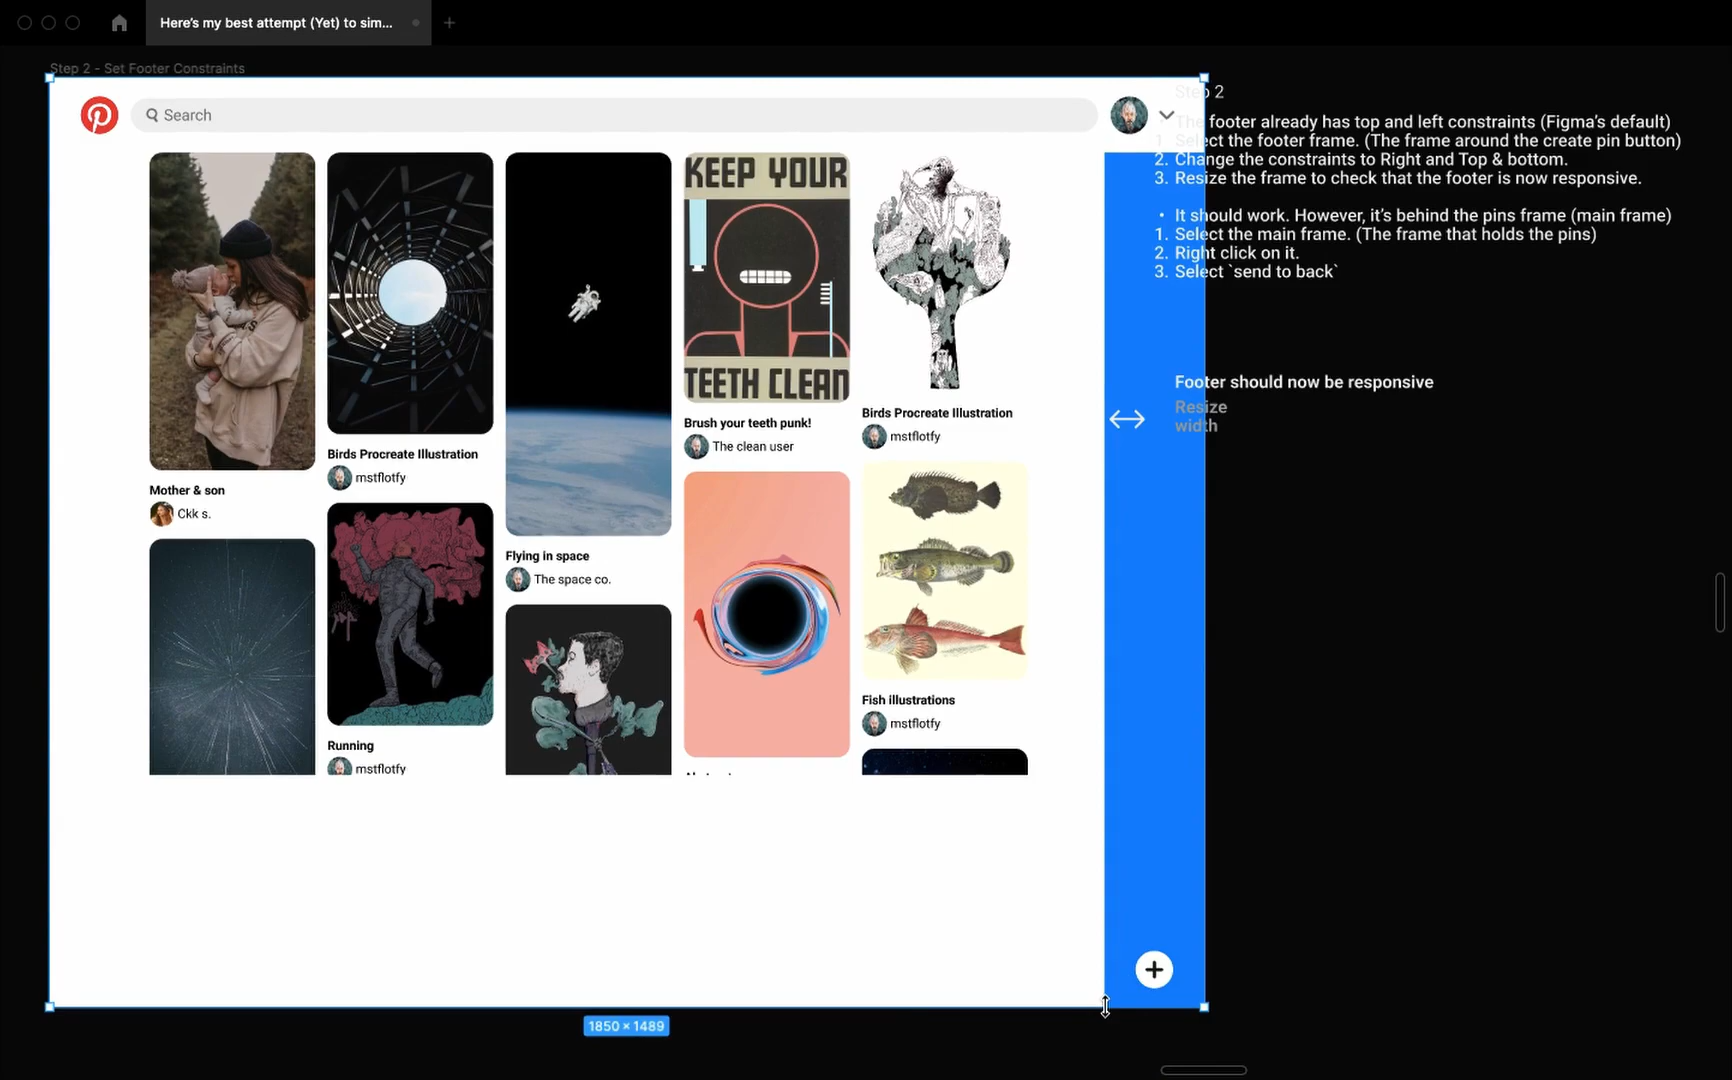 Here's my best attempt (Yet) to sim...
Step 2 - Set Footer Constraints
Search
Step 2
The footer already has top and left constraints (Figma's default)
1. Select the footer frame. (The frame around the create pin button)
2. Change the constraints to Right and Top & bottom.
3. Resize the frame to check that the footer is now responsive.
• It should work. However, it's behind the pins frame (main frame)
1. Select the main frame. (The frame that holds the pins)
2. Right click on it.
3. Select `send to back`
Footer should now be responsive
Resize
width
KEEP YOUR
TEETH CLEAN
Mother & son
Ckk s.
Birds Procreate Illustration
mstflotfy
Running
mstflotfy
Flying in space
The space co.
Brush your teeth punk!
The clean user
Birds Procreate Illustration
mstflotfy
Fish illustrations
mstflotfy
1850 × 1489